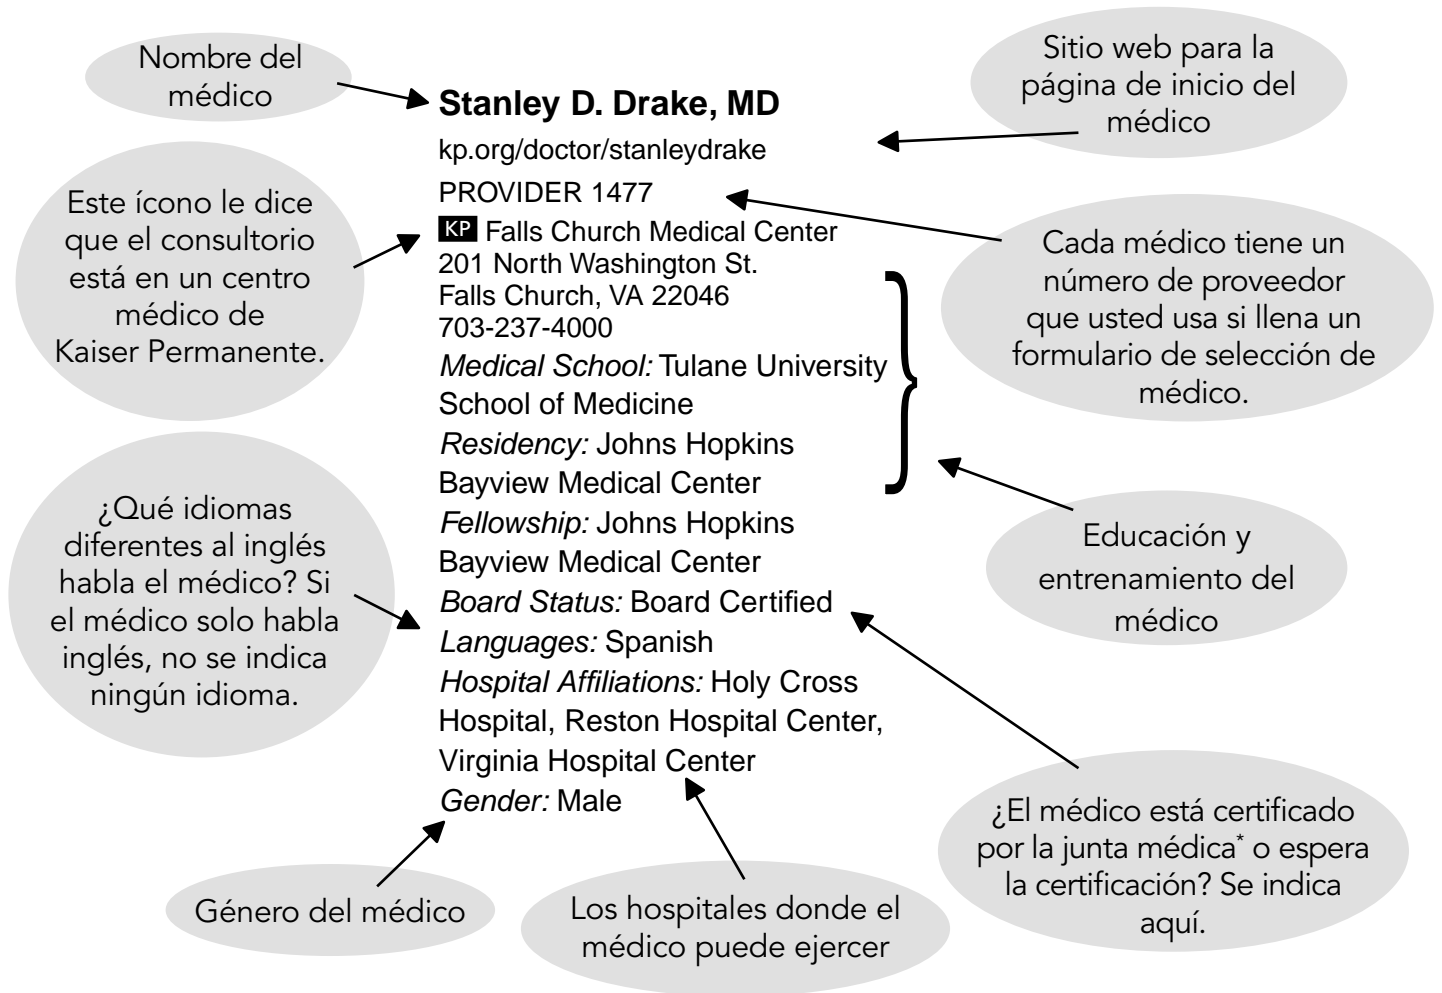 Nombre del
médico
Sitio web para la
página de inicio del
médico
Stanley D. Drake, MD
kp.org/doctor/stanleydrake
PROVIDER 1477
KP Falls Church Medical Center
201 North Washington St.
Falls Church, VA 22046
703-237-4000
Medical School: Tulane University
School of Medicine
Residency: Johns Hopkins
Bayview Medical Center
Fellowship: Johns Hopkins
Bayview Medical Center
Board Status: Board Certified
Languages: Spanish
Hospital Affiliations: Holy Cross
Hospital, Reston Hospital Center,
Virginia Hospital Center
Gender: Male
Este ícono le dice
que el consultorio
está en un centro
médico de
Kaiser Permanente.
Cada médico tiene un
número de proveedor
que usted usa si llena un
formulario de selección de
médico.
¿Qué idiomas
diferentes al inglés
habla el médico? Si
el médico solo habla
inglés, no se indica
ningún idioma.
Educación y
entrenamiento del
médico
¿El médico está certificado
por la junta médica* o espera
la certificación? Se indica
aquí.
Género del médico
Los hospitales donde el
médico puede ejercer